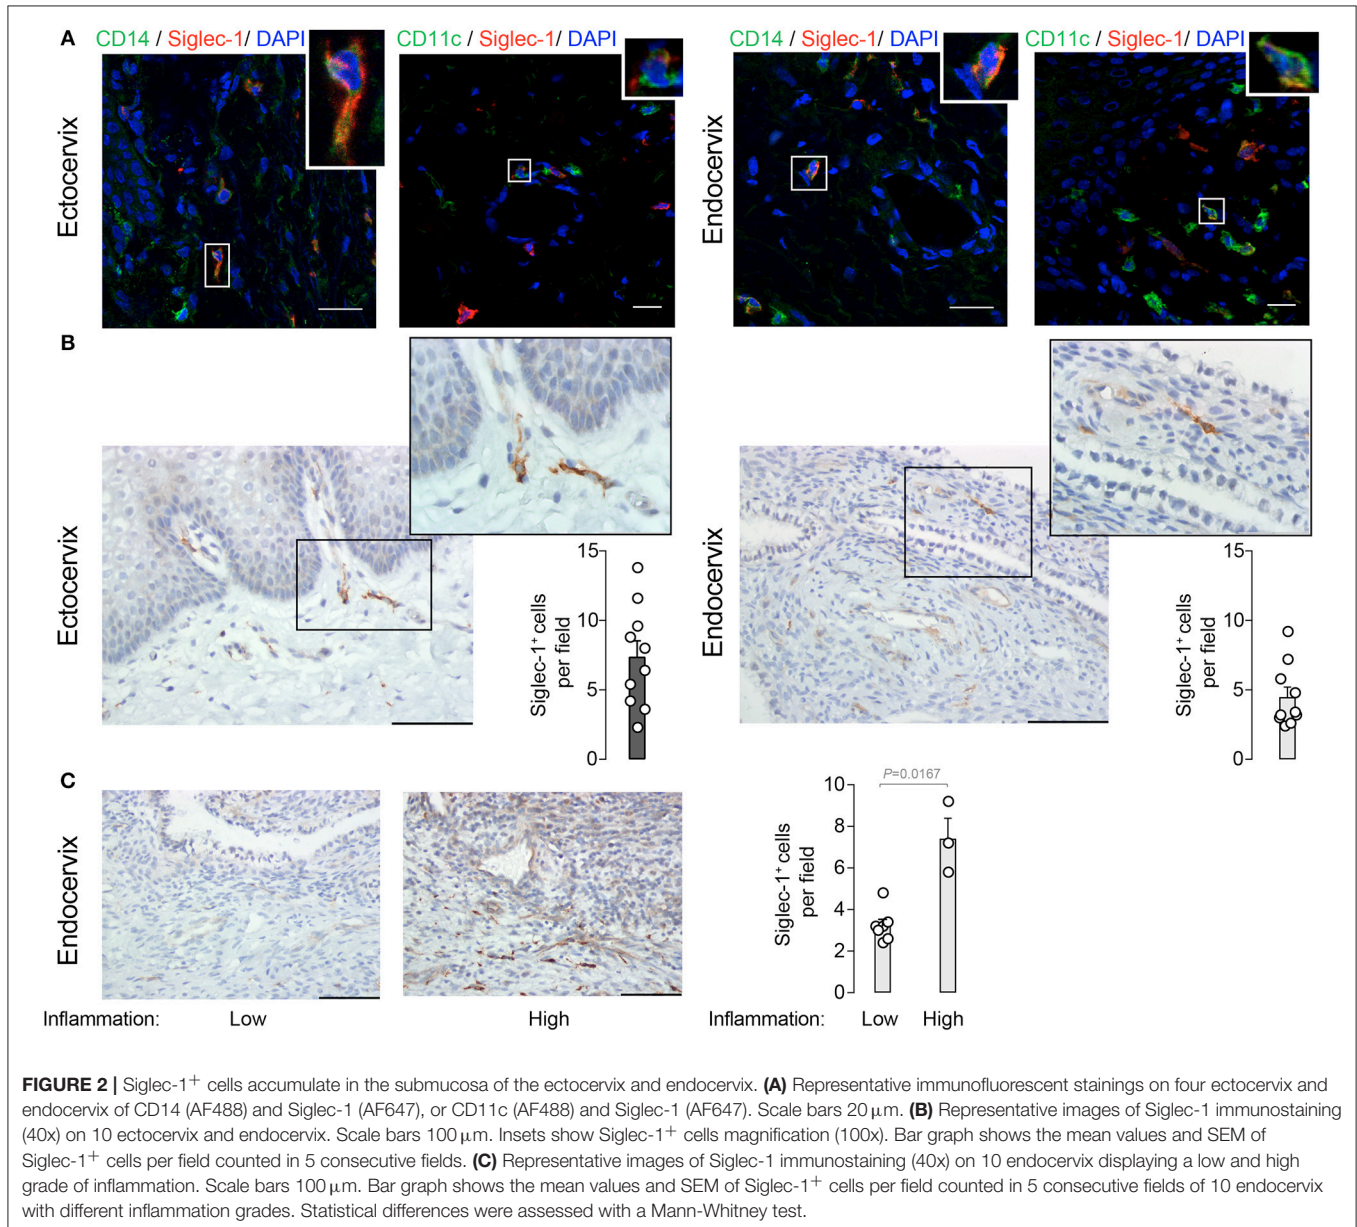 A
CD14 / Siglec-1/ DAPI
CD11c / Siglec-1/ DAPI
CD14 / Siglec-1/ DAPI
CD11c / Siglec-1/ DAPI
Ectocervix
Endocervix
B
Ectocervix
Siglec-1+ cells
per field
15
10
5
0
Endocervix
Siglec-1+ cells
per field
15
10
5
0
C
Endocervix
Inflammation: Low High
Siglec-1+ cells
per field
P=0.0167
10
8
6
4
2
0
Inflammation: Low High
FIGURE 2 | Siglec-1+ cells accumulate in the submucosa of the ectocervix and endocervix. (A) Representative immunofluorescent stainings on four ectocervix and
endocervix of CD14 (AF488) and Siglec-1 (AF647), or CD11c (AF488) and Siglec-1 (AF647). Scale bars 20 μm. (B) Representative images of Siglec-1 immunostaining
(40x) on 10 ectocervix and endocervix. Scale bars 100 μm. Insets show Siglec-1+ cells magnification (100x). Bar graph shows the mean values and SEM of
Siglec-1+ cells per field counted in 5 consecutive fields. (C) Representative images of Siglec-1 immunostaining (40x) on 10 endocervix displaying a low and high
grade of inflammation. Scale bars 100 μm. Bar graph shows the mean values and SEM of Siglec-1+ cells per field counted in 5 consecutive fields of 10 endocervix
with different inflammation grades. Statistical differences were assessed with a Mann-Whitney test.